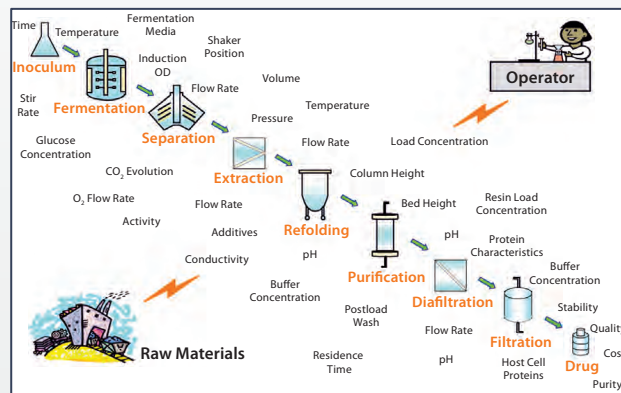 Time
Temperature
Fermentation
Media
Shaker
Position
Inoculum
Induction
OD
Operator
Stir
Rate
Fermentation
Flow Rate
Volume
Separation
Temperature
Pressure
Glucose
Concentration
Flow Rate
Load Concentration
CO2 Evolution
Extraction
Column Height
O2 Flow Rate
Flow Rate
Bed Height
Resin Load
Concentration
Activity
Additives
Refolding
pH
Protein
Characteristics
Conductivity
pH
Purification
Buffer
Concentration
Buffer
Concentration
Diafiltration
Postload
Wash
Stability
Flow Rate
Filtration
Quality
Raw Materials
Residence
Time
pH
Host Cell
Proteins
Drug
Cos
Purity